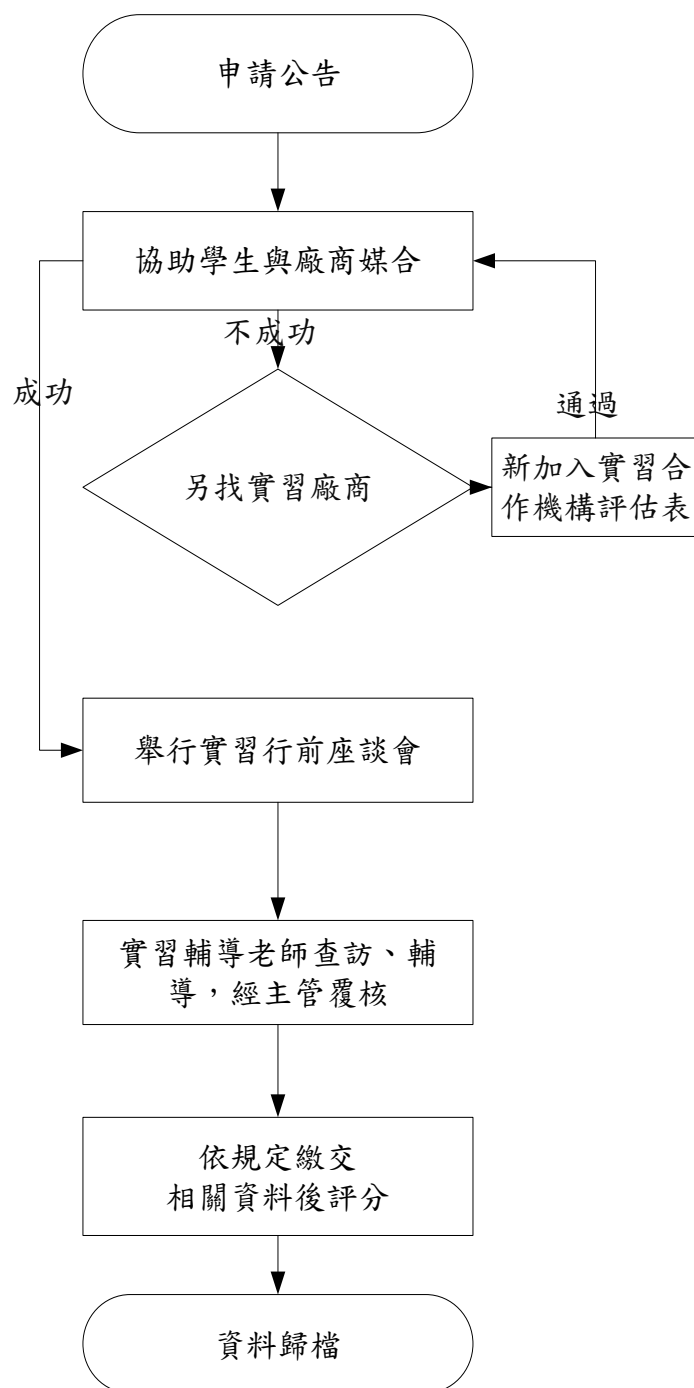 申請公告
協助學生與廠商媒合
不成功
成功
通過
另找實習廠商
新加入實習合
作機構評估表
舉行實習行前座談會
實習輔導老師查訪、輔
導，經主管覆核
依規定繳交
相關資料後評分
資料歸檔